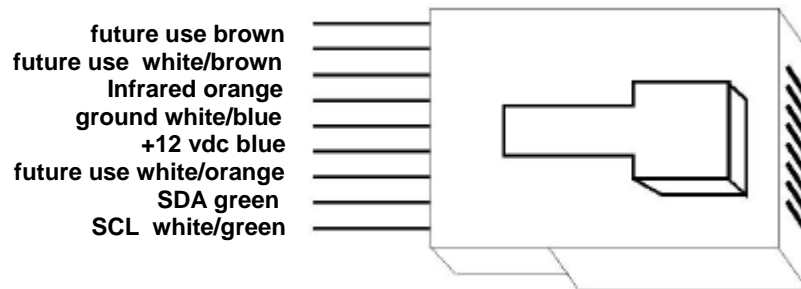 future use brown
future use  white/brown
Infrared orange
ground white/blue
+12 vdc blue
future use white/orange
SDA green
SCL  white/green